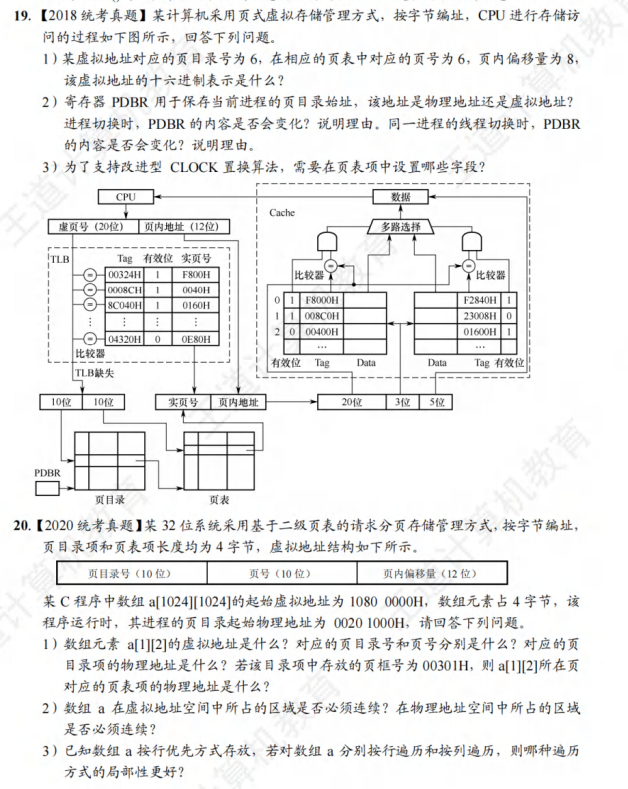 19.【2018 统考真题】某计算机采用页式虚拟存储管理方式，按字节编址，CPU 进行存储访
问的过程如下图所示，回答下列问题。
1）某虚拟地址对应的页目录号为 6，在相应的页表中对应的页号为 6，页内偏移量为 8，
该虚拟地址的十六进制表示是什么？
2）寄存器 PDBR 用于保存当前进程的页目录始址，该地址是物理地址还是虚拟地址？
进程切换时，PDBR 的内容是否会变化？说明理由。同一进程的线程切换时，PDBR
的内容是否会变化？说明理由。
3）为了支持改进型 CLOCK 置换算法，需要在页表项中设置哪些字段？
CPU
数据
Cache
多路选择
虚页号（20位） 页内地址（12位）
TLB
Tag 有效位 实页号
= 00324H 1 F800H
= 0008CH 1 0040H
= 8C040H 1 0160H
⋮ ⋮ ⋮ ⋮
= 04320H 0 0E80H
比较器
TLB缺失
= 比较器
= 比较器
0 1 F8000H
1 1 008C0H
2 0 00400H
…
F2840H 1
23008H 0
01600H 1
…
有效位 Tag Data
Data Tag 有效位
10位 10位
实页号 页内地址
20位 3位 5位
PDBR
页目录
页表
20.【2020 统考真题】某 32 位系统采用基于二级页表的请求分页存储管理方式，按字节编址，
页目录项和页表项长度均为 4 字节，虚拟地址结构如下所示。
页目录号（10 位） 页号（10 位） 页内偏移量（12 位）
某 C 程序中数组 a[1024][1024]的起始虚拟地址为 1080 0000H，数组元素占 4 字节，该
程序运行时，其进程的页目录起始物理地址为 0020 1000H，请回答下列问题。
1）数组元素 a[1][2]的虚拟地址是什么？对应的页目录号和页号分别是什么？对应的页
目录项的物理地址是什么？若该目录项中存放的页框号为 00301H，则 a[1][2]所在页
对应的页表项的物理地址是什么？
2）数组 a 在虚拟地址空间中所占的区域是否必须连续？在物理地址空间中所占的区域
是否必须连续？
3）已知数组 a 按行优先方式存放，若对数组 a 分别按行遍历和按列遍历，则哪种遍历
方式的局部性更好？
王道计算机教育